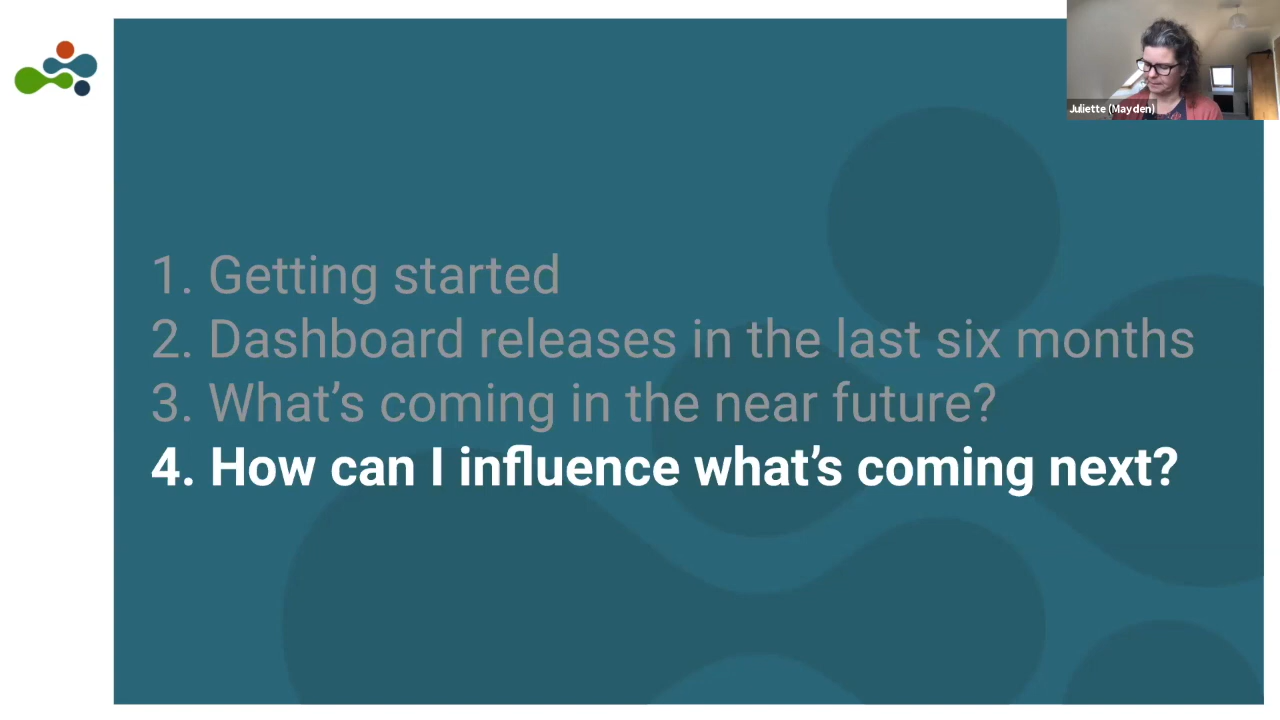 Juliette (Mayden)
1. Getting started
2. Dashboard releases in the last six months
3. What’s coming in the near future?
4. How can I influence what’s coming next?